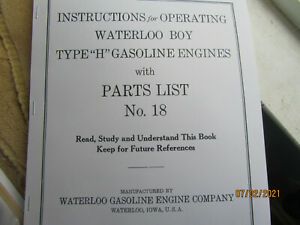 INSTRUCTIONS for OPERATING
WATERLOO BOY
TYPE "H" GASOLINE ENGINES
with
PARTS LIST
No. 18
Read, Study and Understand This Book
Keep for Future References
MANUFACTURED BY
WATERLOO GASOLINE ENGINE COMPANY
WATERLOO, IOWA, U.S.A.
07/02/2021